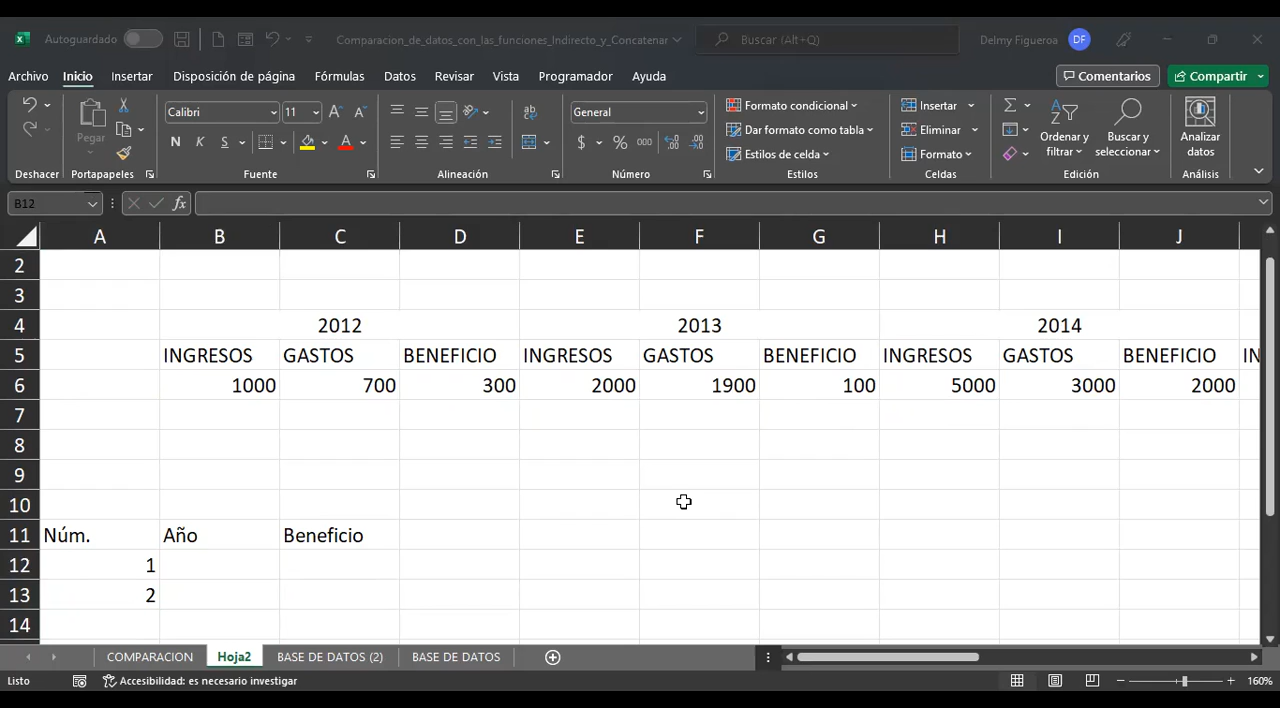 Autoguardado
Comparacion_de_datos_con_las_funciones_Indirecto_y_Concatenar
Buscar (Alt+Q)
Delmy Figueroa DF
Archivo Inicio Insertar Disposición de página Fórmulas Datos Revisar Vista Programador Ayuda Comentarios Compartir
Pegar
Calibri 11
N K S
General
$ % 000
Formato condicional
Dar formato como tabla
Estilos de celda
Insertar
Eliminar
Formato
Ordenar y
filtrar
Buscar y
seleccionar
Analizar
datos
Deshacer Portapapeles Fuente Alineación Número Estilos Celdas Edición Análisis
B12 fx
A B C D E F G H I J
2
3
4 2012 2013 2014
5 INGRESOS GASTOS BENEFICIO INGRESOS GASTOS BENEFICIO INGRESOS GASTOS BENEFICIO IN
6 1000 700 300 2000 1900 100 5000 3000 2000
7
8
9
10
11 Núm. Año Beneficio
12 1
13 2
14
COMPARACION Hoja2 BASE DE DATOS (2) BASE DE DATOS
Listo Accesibilidad: es necesario investigar 160%